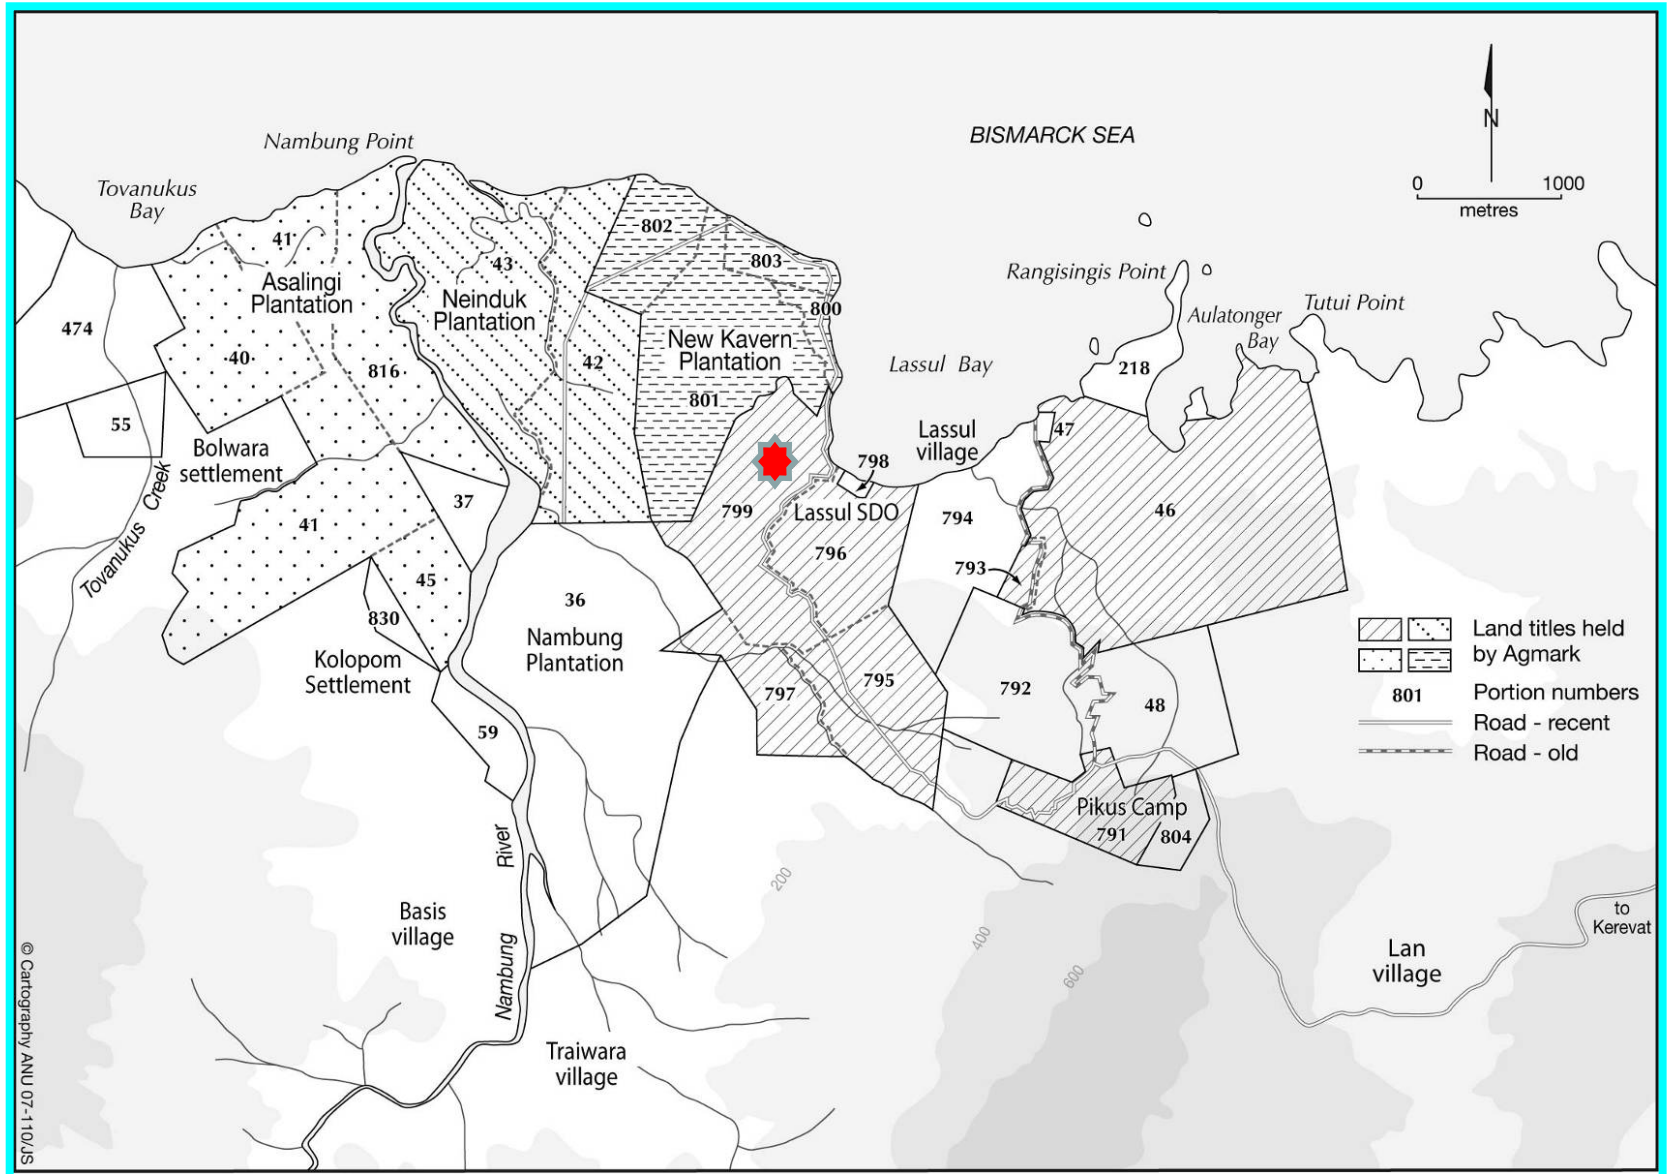 BISMARCK SEA
N
0 1000
metres
Nambung Point
Tovanukus
Bay
Rangisingis Point
Tutui Point
Aulatonger
Bay
Lassul Bay
802
803
800
41
Asalingi
Plantation
43
Neinduk
Plantation
New Kavern
Plantation
801
42
474
40
816
218
55
Bolwara
settlement
Lassul
village
47
798
37
799
Lassul SDO
794
46
41
796
793
45
830
36
Nambung
Plantation
Kolopom
Settlement
797
795
792
48
59
Pikus Camp
791
804
Tovanukus Creek
Nambung River
200
400
600
Basis
village
Traiwara
village
Lan
village
to
Kerevat
Land titles held
by Agmark
801 Portion numbers
Road - recent
Road - old
© Cartography ANU 07-110/JS